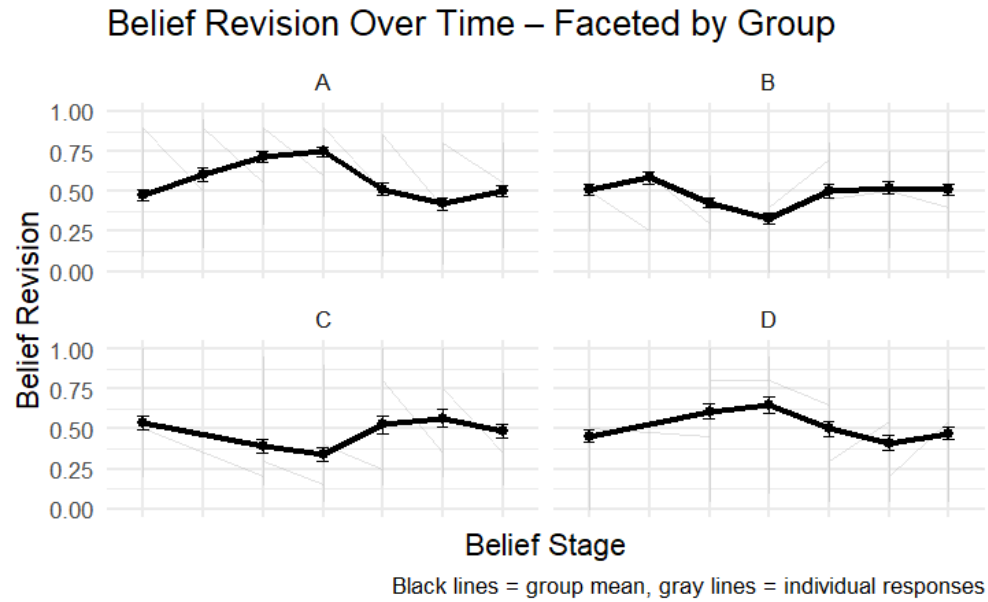 Belief Revision Over Time – Faceted by Group
A
B
1.00
0.75
0.50
0.25
0.00
C
D
1.00
0.75
0.50
0.25
0.00
Belief Revision
Belief Stage
Black lines = group mean, gray lines = individual responses